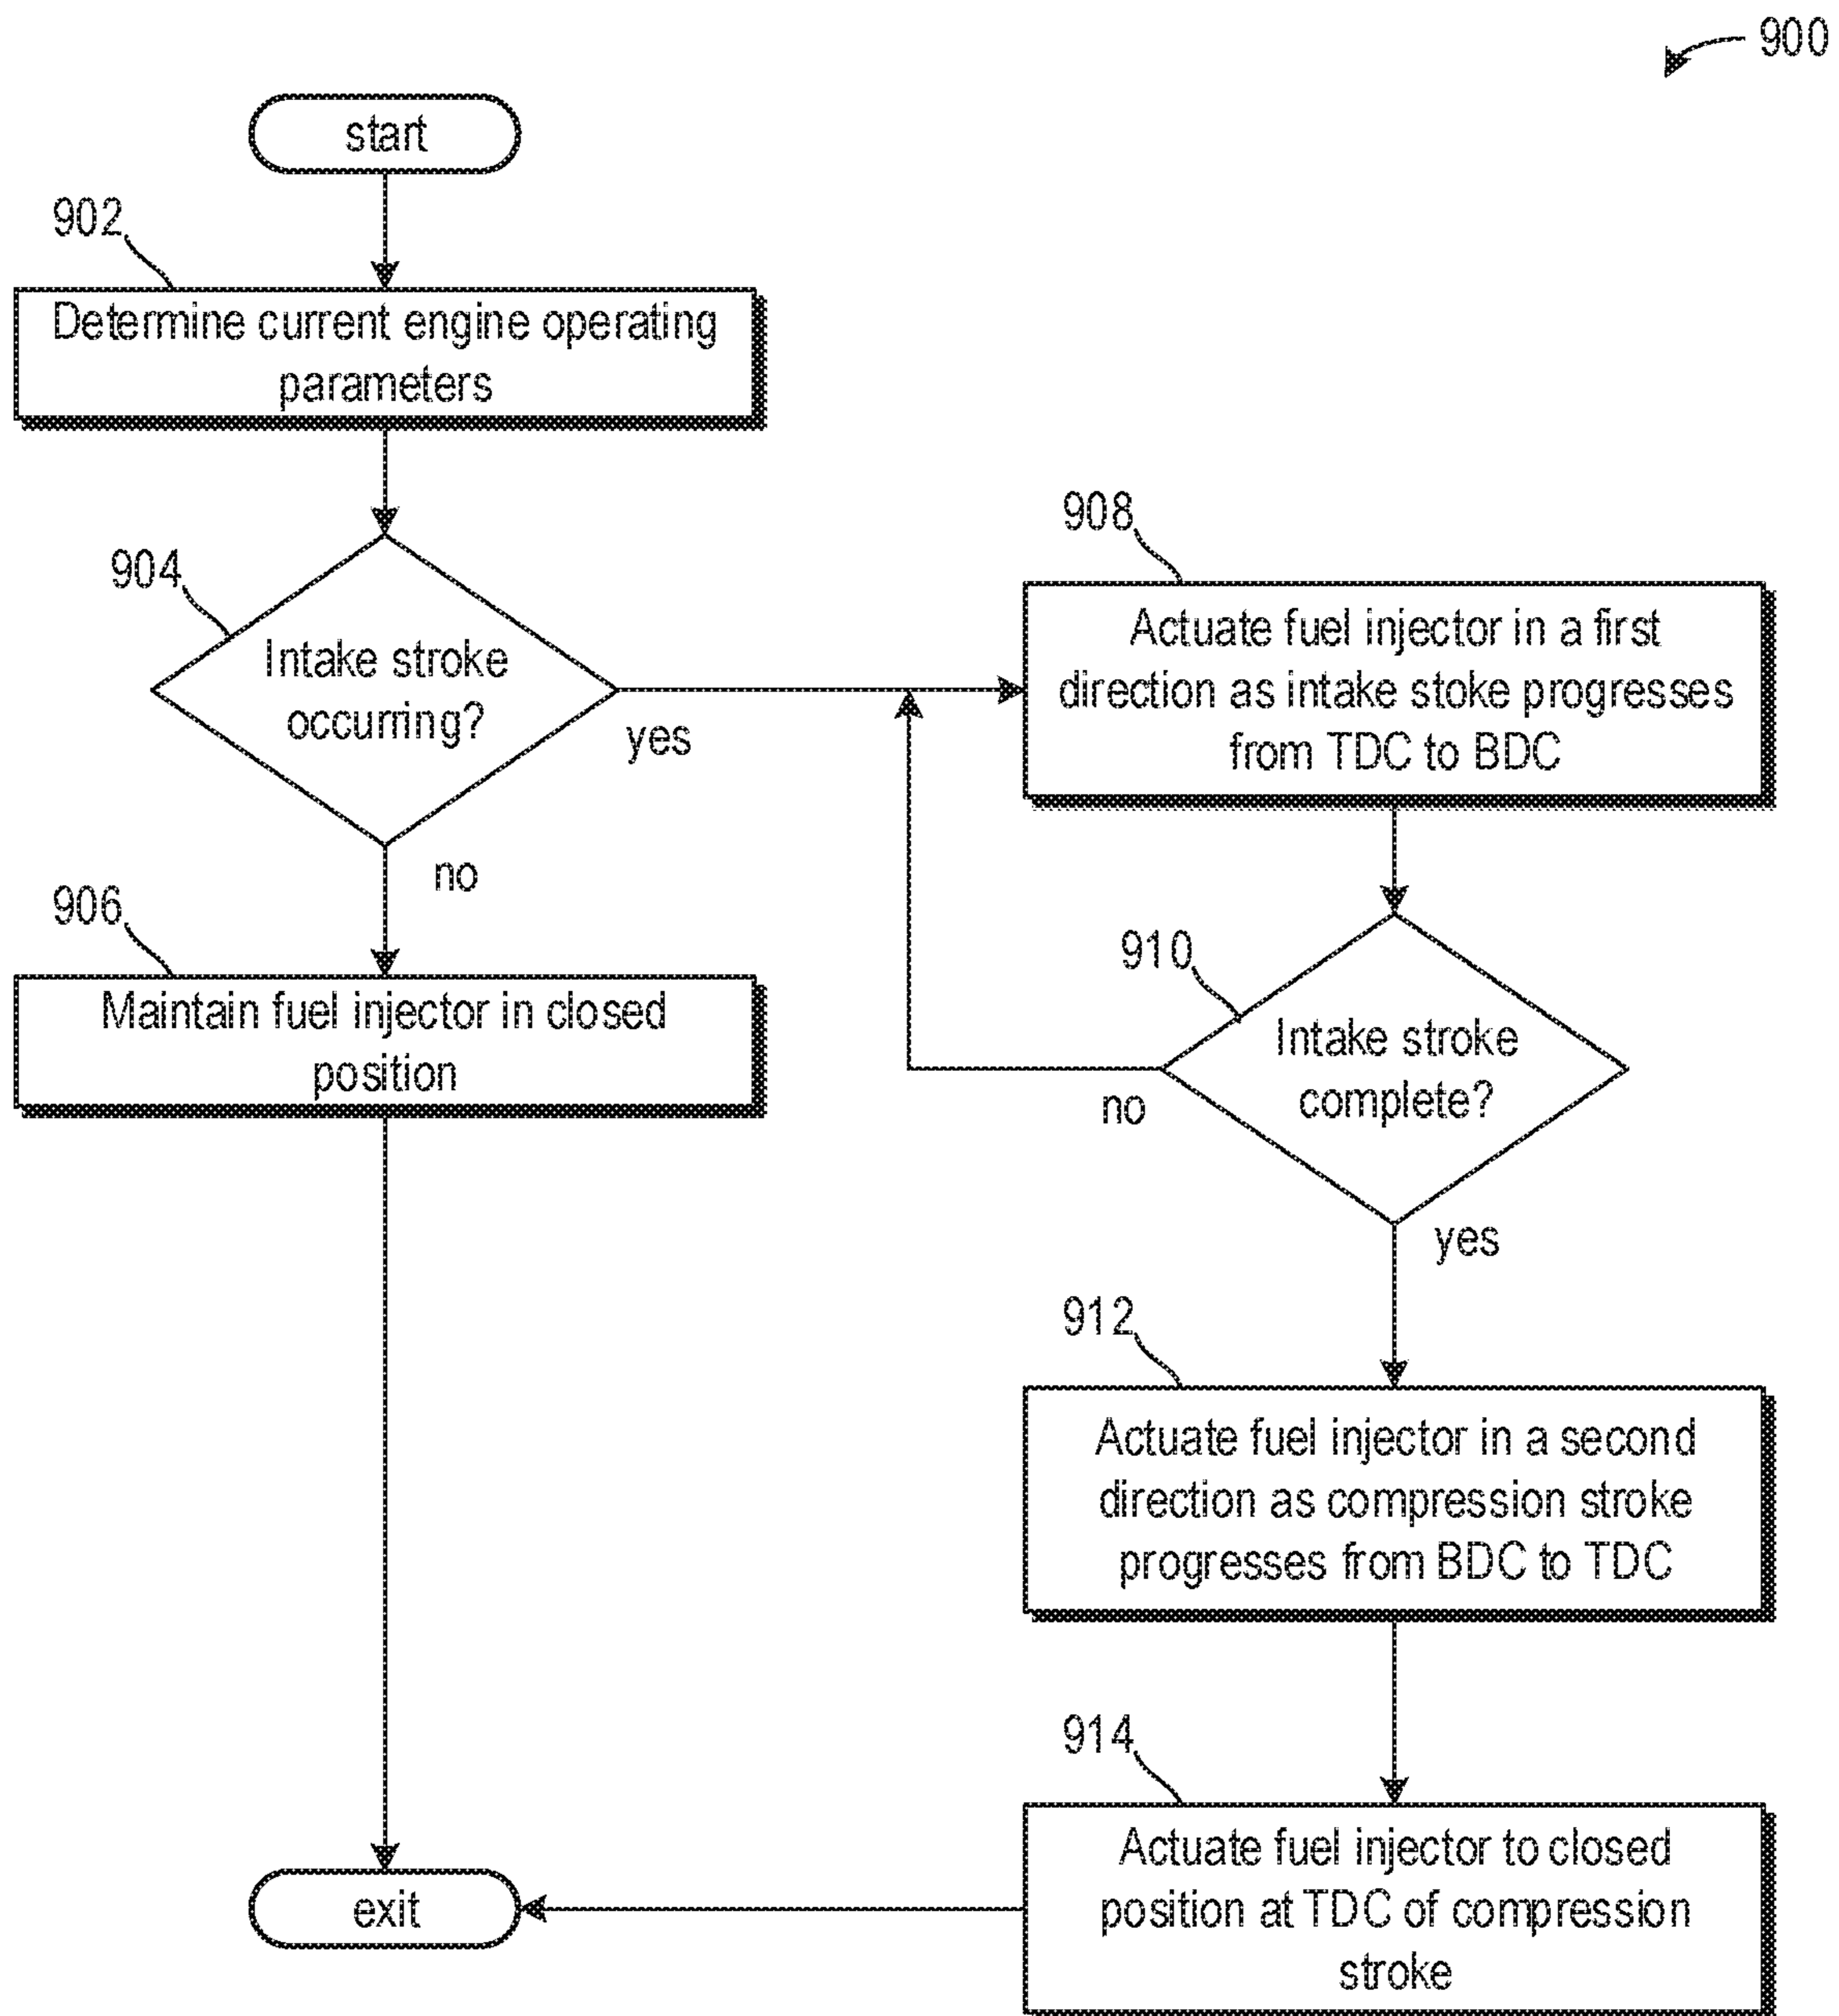 900
start
902
Determine current engine operating
parameters
904
Intake stroke
occurring?
yes
no
906
Maintain fuel injector in closed
position
908
Actuate fuel injector in a first
direction as intake stoke progresses
from TDC to BDC
910
Intake stroke
complete?
no
yes
912
Actuate fuel injector in a second
direction as compression stroke
progresses from BDC to TDC
914
Actuate fuel injector to closed
position at TDC of compression
stroke
exit